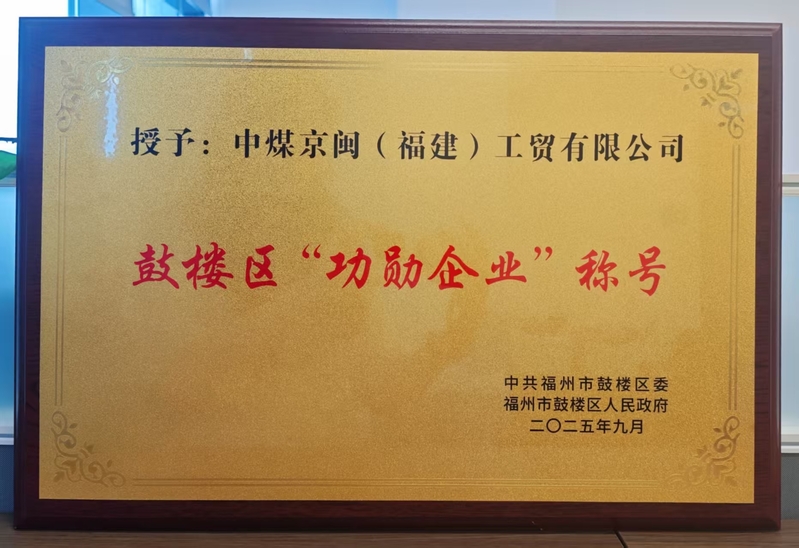 授予：中煤京闽（福建）工贸有限公司
鼓楼区“功勋企业”称号
中共福州市鼓楼区委
福州市鼓楼区人民政府
二〇二五年九月